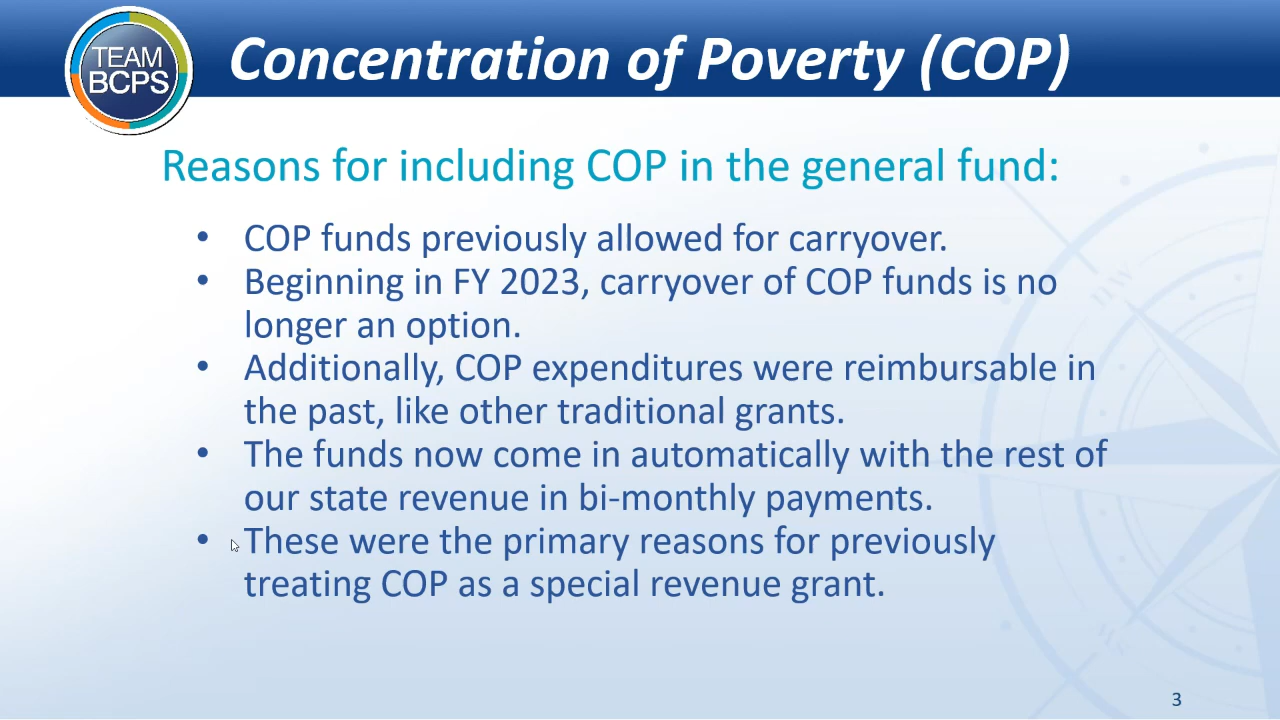 TEAM
BCPS
Concentration of Poverty (COP)
Reasons for including COP in the general fund:
• COP funds previously allowed for carryover.
• Beginning in FY 2023, carryover of COP funds is no
longer an option.
• Additionally, COP expenditures were reimbursable in
the past, like other traditional grants.
• The funds now come in automatically with the rest of
our state revenue in bi-monthly payments.
• These were the primary reasons for previously
treating COP as a special revenue grant.
NW
3